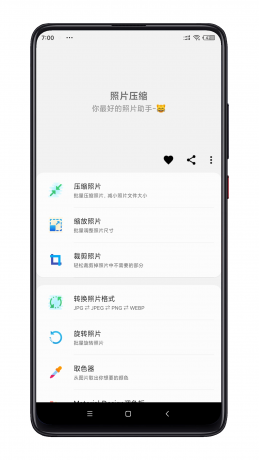 7:00 ···
照片压缩
你最好的照片助手~😸
压缩照片
批量压缩照片, 减小照片文件大小
缩放照片
批量调整照片尺寸
裁剪照片
轻松裁剪掉照片中不需要的部分
转换照片格式
JPG ⇄ JPEG ⇄ PNG ⇄ WEBP
旋转照片
批量旋转照片
取色器
从图片取出你想要的颜色